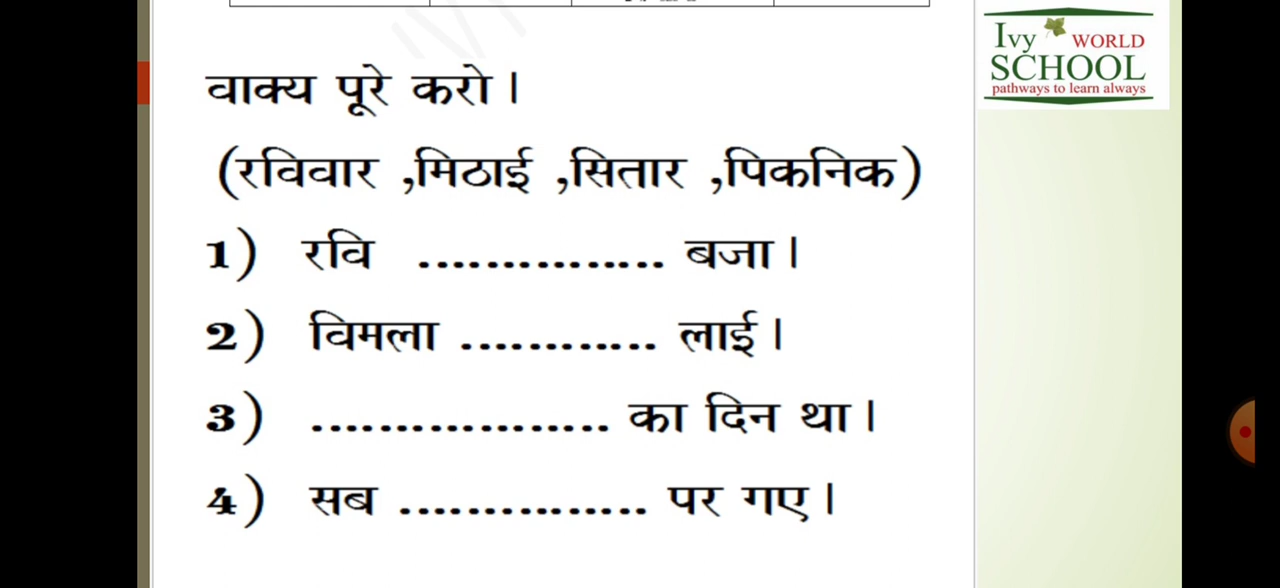 वाक्य पूरे करो ।
(रविवार ,मिठाई ,सितार ,पिकनिक)
1) रवि ............... बजा ।
2) विमला ............ लाई ।
3) .................. का दिन था ।
4) सब ............... पर गए ।
Ivy WORLD
SCHOOL
pathways to learn always